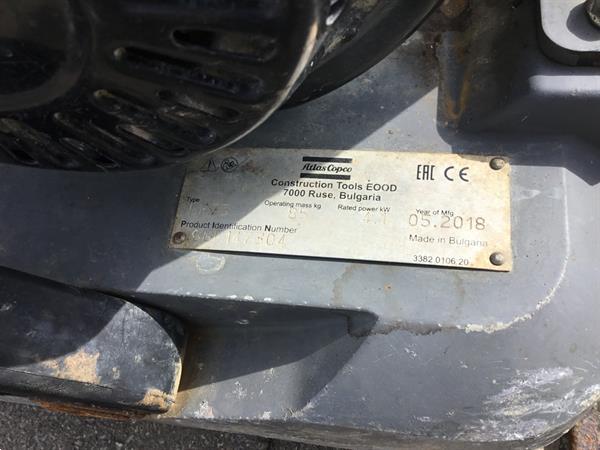 Atlas Copco
Construction Tools EOOD
7000 Ruse, Bulgaria
EAC CE
Type
Operating mass kg
Rated power kW
Year of Mfg
05.2018
Product Identification Number
Made in Bulgaria
3382 0106 20